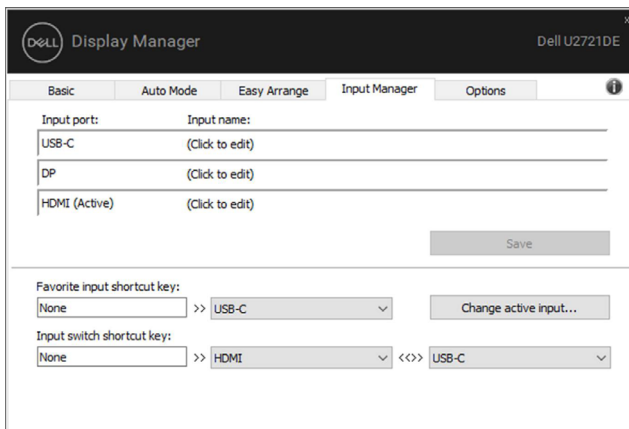 DELL Display Manager Dell U2721DE x
Basic Auto Mode Easy Arrange Input Manager Options i
Input port: Input name:
USB-C (Click to edit)
DP (Click to edit)
HDMI (Active) (Click to edit)
Save
Favorite input shortcut key:
None >> USB-C Change active input...
Input switch shortcut key:
None >> HDMI <<>> USB-C